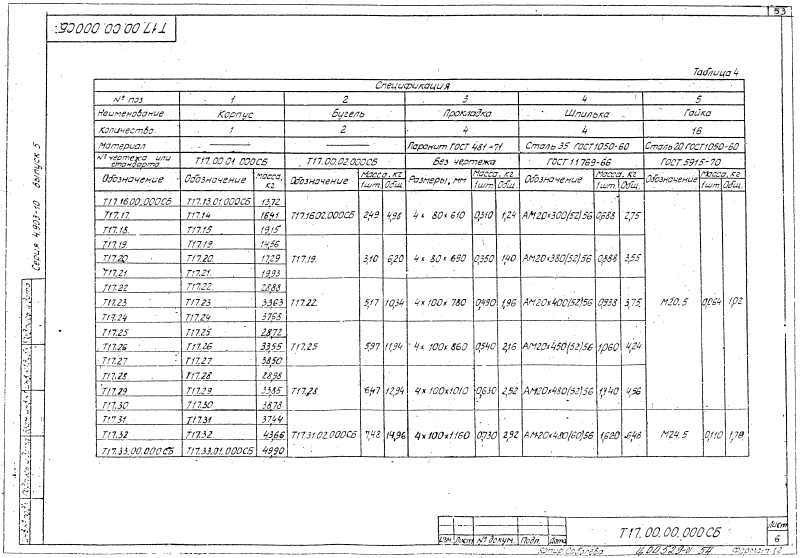 53
Т17.00.00.000СБ
Серия 4.903-10 выпуск 5
Таблица 4
Спецификация
№ поз. 1 2 3 4 5
Наименование Корпус Бугель Прокладка Шпилька Гайка
Количество 1 2 4 4 16
Материал Паронит ГОСТ 481-71 Сталь 35 ГОСТ 1050-60 Сталь 20 ГОСТ 1050-60
№ чертежа или стандарта Т17.00.01.000СБ Т17.00.02.000СБ Без чертежа ГОСТ 11769-66 ГОСТ 5915-70
Обозначение Обозначение Масса, кг Обозначение Масса, кг Размеры, мм Масса, кг Обозначение Масса, кг Обозначение Масса, кг
1 шт. Общ. 1 шт. Общ. 1 шт. Общ. 1 шт. Общ.
Т17.16.00.000СБ Т17.13.01.000СБ 13,72
Т17.17. Т17.14 16,41 Т17.16.02.000СБ 2,49 4,98 4 × 80 × 610 0,310 1,24 АМ20×300/52/56 0,688 2,75
Т17.18. Т17.15 19,15
Т17.19 Т17.19. 14,56
Т17.20 Т17.20. 17,29 Т17.19. 3,10 6,20 4 × 80 × 690 0,350 1,40 АМ20×380/52/56 0,888 3,55
Т17.21 Т17.21. 19,93
Т17.22 Т17.22. 28,88
Т17.23 Т17.23 33,63 Т17.22. 5,17 10,34 4 × 100 × 780 0,490 1,96 АМ20×400/52/56 0,938 3,75 М20.5 0,064 1,02
Т17.24 Т17.24 37,65
Т17.25 Т17.25 28,72
Т17.26 Т17.26 33,55 Т17.25 5,97 11,94 4 × 100 × 860 0,540 2,16 АМ20×450/52/56 1,060 4,24
Т17.27 Т17.27. 38,50
Т17.28 Т17.28 28,98
Т17.29 Т17.29. 33,85 Т17.28 6,47 12,94 4 × 100 × 1010 0,630 2,52 АМ20×480/52/56 1,140 4,56
Т17.30 Т17.30 38,78
Т17.31 Т17.31 37,44
Т17.32 Т17.32 43,66 Т17.31.02.000СБ 7,48 14,96 4 × 100 × 1160 0,730 2,92 АМ20×480/60/56 1,620 6,48 М24.5 0,110 1,78
Т17.33.00.000СБ Т17.33.01.000СБ 49,90
Т17.00.00.000СБ
Лист
6
Изм. Лист № докум. Подп. Дата
Копир. Формат 12